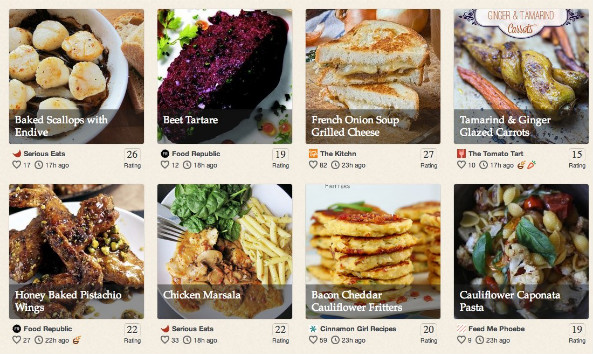 GINGER & TAMARIND
Carrots
Baked Scallops with
Endive
Beet Tartare
French Onion Soup
Grilled Cheese
Tamarind & Ginger
Glazed Carrots
Serious Eats
26
17 17h ago
Rating
Food Republic
19
12 18h ago
Rating
The Kitchn
27
82 23h ago
Rating
The Tomato Tart
15
10 17h ago
Rating
Honey Baked Pistachio
Wings
Chicken Marsala
Bacon Cheddar
Cauliflower Fritters
Cauliflower Caponata
Pasta
Food Republic
22
27 22h ago
Rating
Serious Eats
22
33 18h ago
Rating
Cinnamon Girl Recipes
20
59 23h ago
Rating
Feed Me Phoebe
19
9 23h ago
Rating